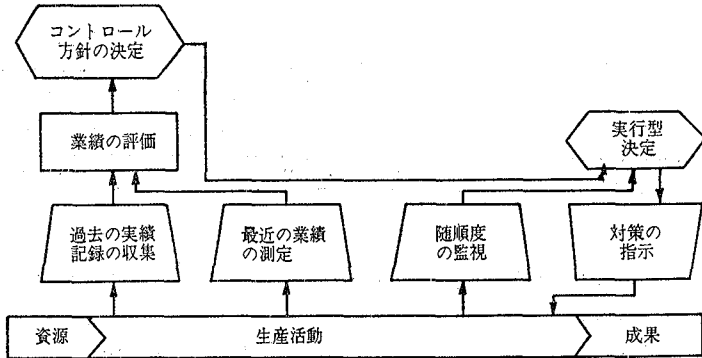 コントロール
方針の決定
業績の評価
実行型
決定
過去の実績
記録の収集
最近の業績
の測定
随順度
の監視
対策の
指示
資源
生産活動
成果